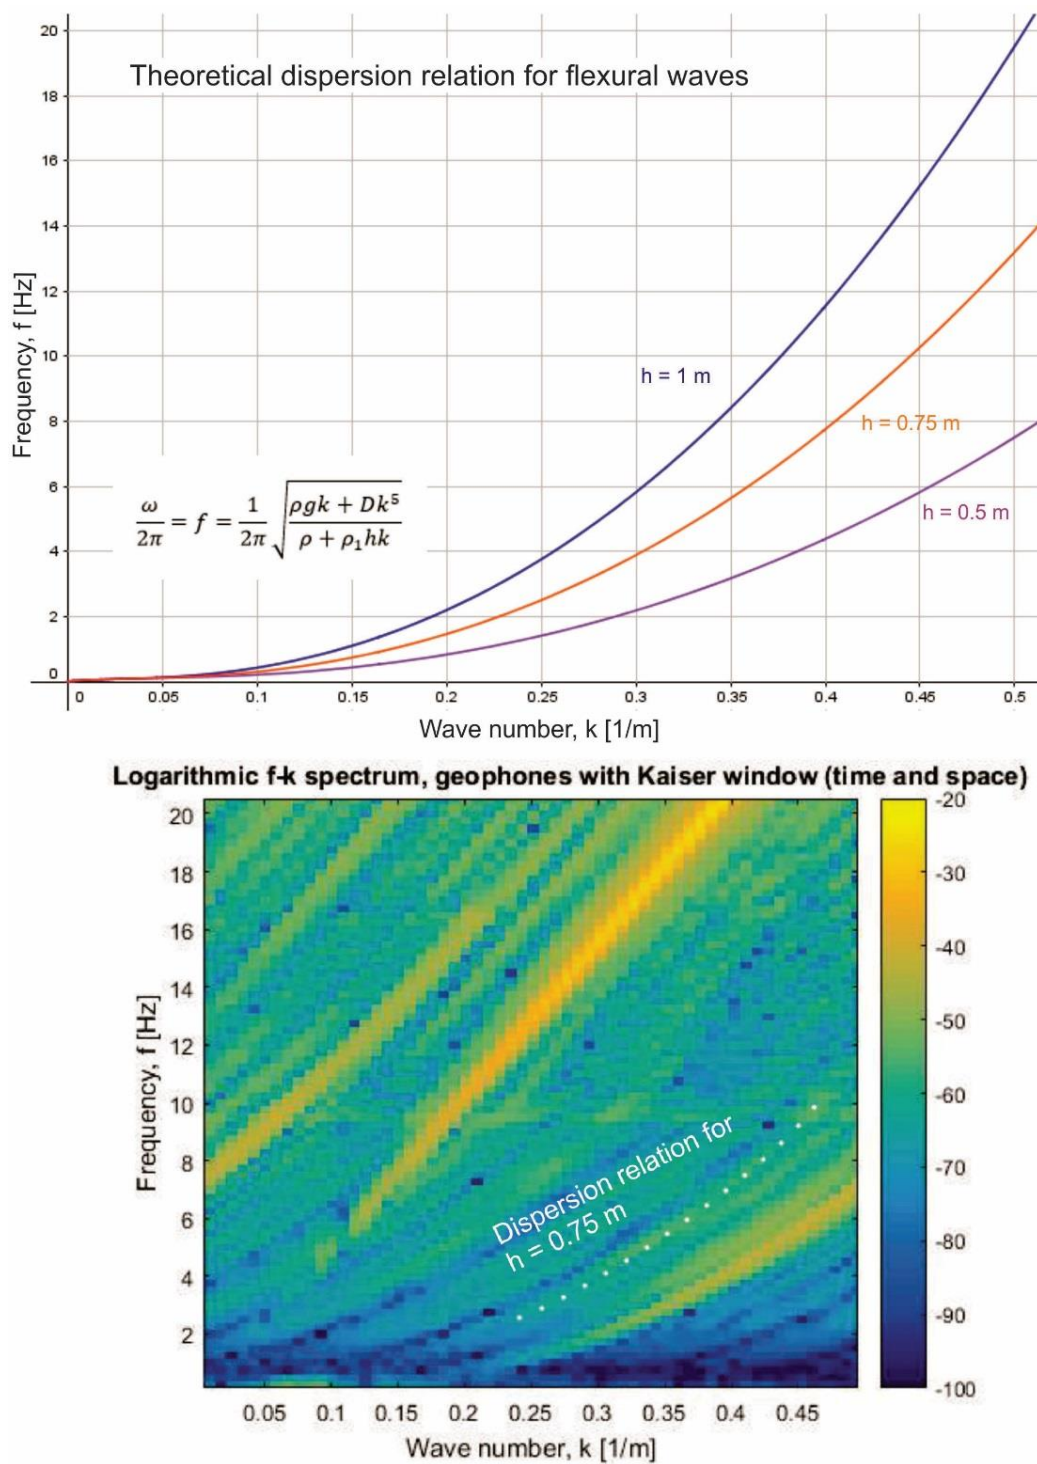 Theoretical dispersion relation for flexural waves
20
18
16
14
12
10
8
6
4
2
0
Frequency, f [Hz]
h = 1 m
h = 0.75 m
h = 0.5 m
ω/2π = f = 1/2π √(ρgk + Dk⁵ / ρ + ρ₁hk)
0 0.05 0.1 0.15 0.2 0.25 0.3 0.35 0.4 0.45 0.5
Wave number, k [1/m]
Logarithmic f-k spectrum, geophones with Kaiser window (time and space)
20
18
16
14
12
10
8
6
4
2
Frequency, f [Hz]
Dispersion relation for
h = 0.75 m
0.05 0.1 0.15 0.2 0.25 0.3 0.35 0.4 0.45
Wave number, k [1/m]
-20
-30
-40
-50
-60
-70
-80
-90
-100